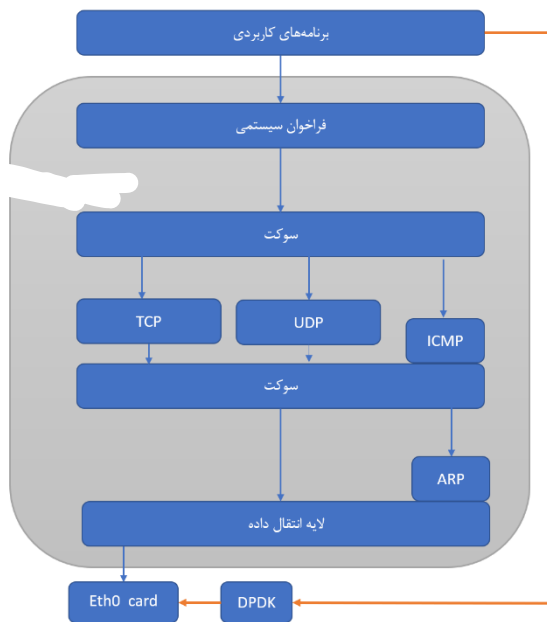 برنامه‌های کاربردی
فراخوان سیستمی
سوکت
TCP
UDP
ICMP
سوکت
ARP
لایه انتقال داده
Eth0 card
DPDK